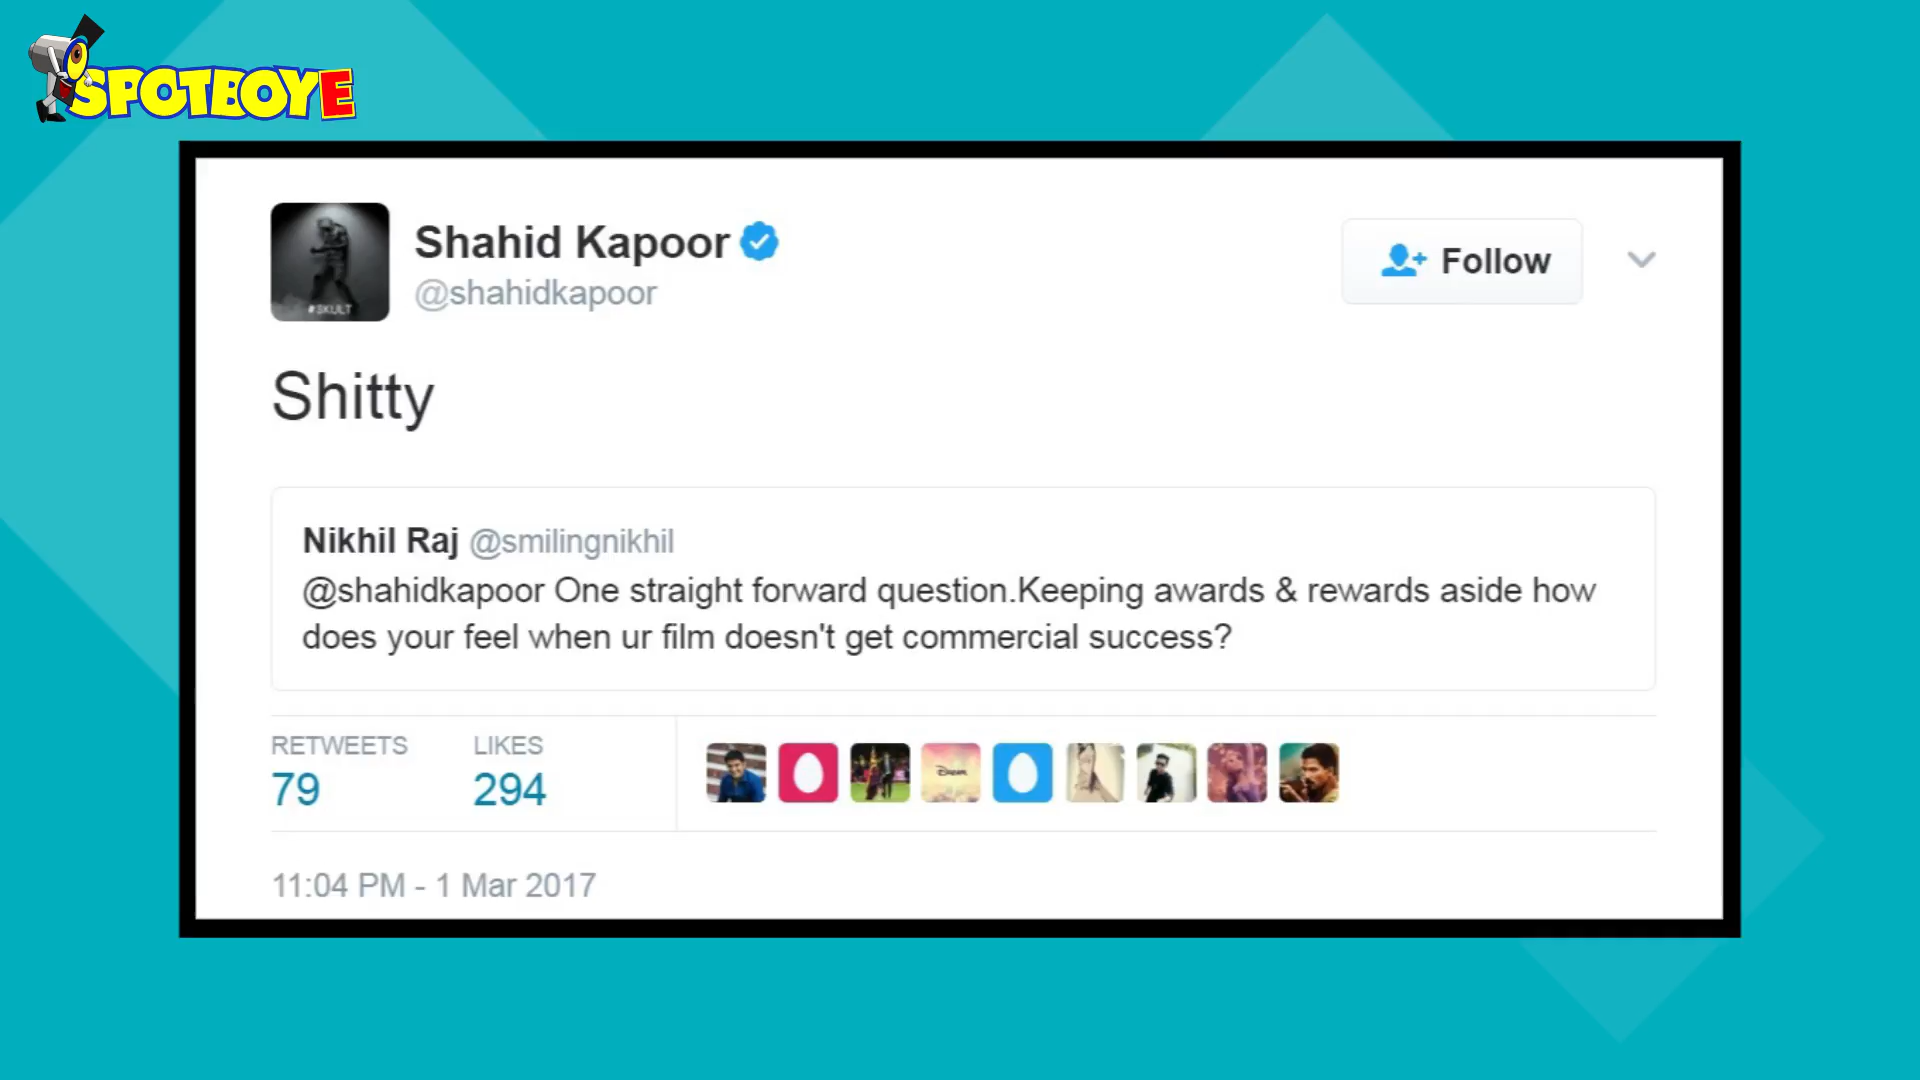 SPOTBOYE
Shahid Kapoor
@shahidkapoor
Follow
#SKULT
Shitty
Nikhil Raj @smilingnikhil
@shahidkapoor One straight forward question.Keeping awards & rewards aside how
does your feel when ur film doesn't get commercial success?
RETWEETS LIKES
79 294
Dream
11:04 PM - 1 Mar 2017